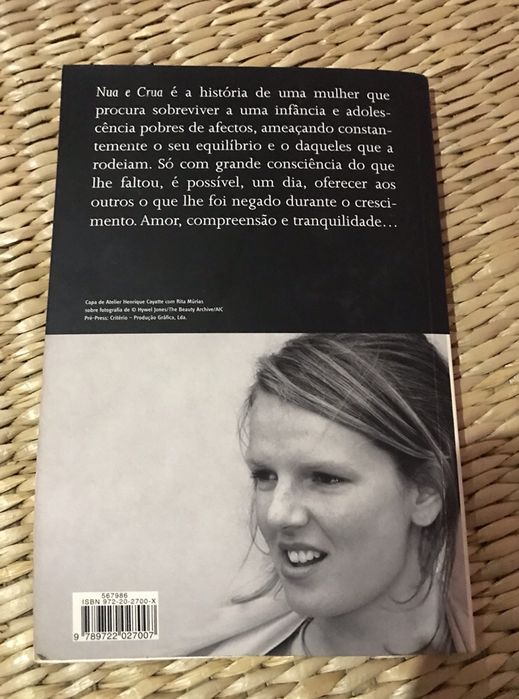 Nua e Crua é a história de uma mulher que
procura sobreviver a uma infância e adoles-
cência pobres de afectos, ameaçando constan-
temente o seu equilíbrio e o daqueles que a
rodeiam. Só com grande consciência do que
lhe faltou, é possível, um dia, oferecer aos
outros o que lhe foi negado durante o cresci-
mento. Amor, compreensão e tranquilidade...
Capa de Atelier Henrique Cayatte com Rita Múrias
sobre fotografia de © Hywel Jones/The Beauty Archive/AIC
Pré-Press: Critério – Produção Gráfica, Lda.
567986
ISBN 972-20-2700-X
9 789722 027007